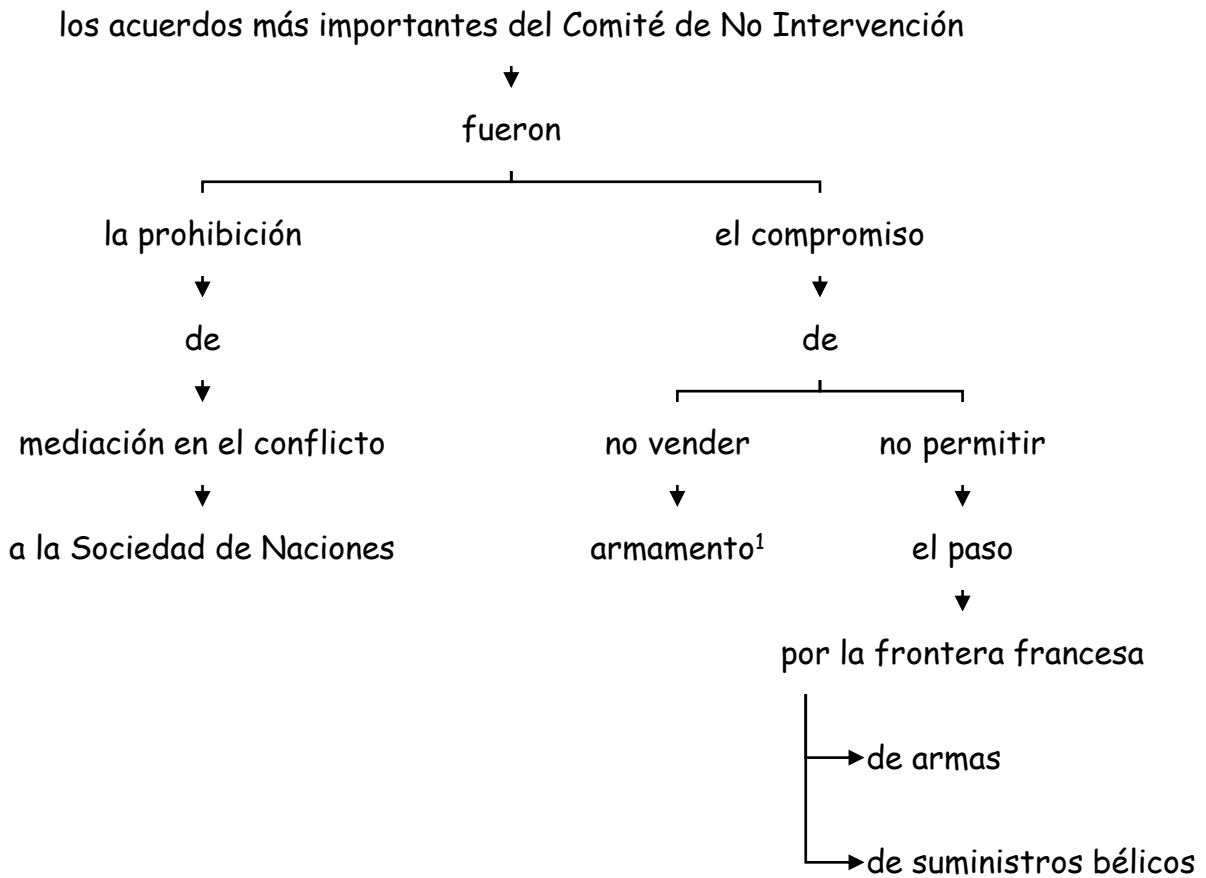 los acuerdos más importantes del Comité de No Intervención
fueron
la prohibición
el compromiso
de
de
mediación en el conflicto
no vender
no permitir
a la Sociedad de Naciones
armamento¹
el paso
por la frontera francesa
de armas
de suministros bélicos